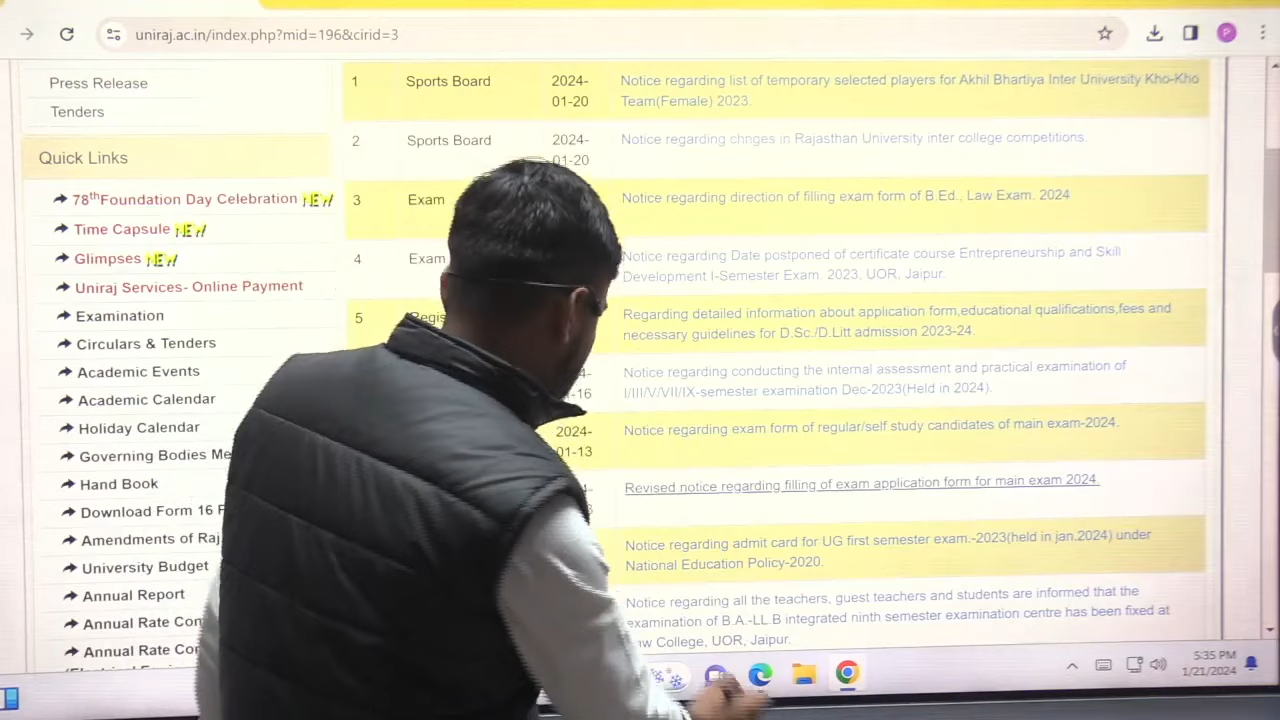 uniraj.ac.in/index.php?mid=196&cirid=3
P
Press Release
Tenders
Quick Links
78thFoundation Day Celebration NEW
Time Capsule NEW
Glimpses NEW
Uniraj Services- Online Payment
Examination
Circulars & Tenders
Academic Events
Academic Calendar
Holiday Calendar
Governing Bodies
Hand Book
Download Form 16
Amendments of
University Budget
Annual Report
Annual Rate
Annual Rate
1 Sports Board 2024-
01-20
Notice regarding list of temporary selected players for Akhil Bhartiya Inter University Kho-Kho
Team(Female) 2023.
2 Sports Board 2024-
01-20
Notice regarding chnges in Rajasthan University inter college competitions.
3 Exam
Notice regarding direction of filling exam form of B.Ed., Law Exam. 2024
4 Exam
Notice regarding Date postponed of certificate course Entrepreneurship and Skill
Development I-Semester Exam. 2023, UOR, Jaipur.
5
Regarding detailed information about application form,educational qualifications,fees and
necessary guidelines for D.Sc./D.Litt admission 2023-24.
Notice regarding conducting the internal assessment and practical examination of
I/III/V/VII/IX-semester examination Dec-2023(Held in 2024).
2024-
01-13
Notice regarding exam form of regular/self study candidates of main exam-2024.
Revised notice regarding filling of exam application form for main exam 2024.
Notice regarding admit card for UG first semester exam.-2023(held in jan.2024) under
National Education Policy-2020.
Notice regarding all the teachers, guest teachers and students are informed that the
examination of B.A.-LL.B integrated ninth semester examination centre has been fixed at
College, UOR, Jaipur.
5:35 PM
1/21/2024